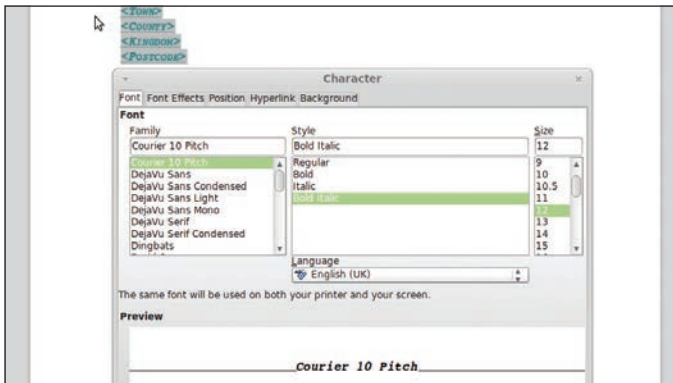 <Town>
<County>
<Kingdom>
<Postcode>
Character
Font Font Effects Position Hyperlink Background
Font
Family Style Size
Courier 10 Pitch Bold Italic 12
Courier 10 Pitch Regular 9
DejaVu Sans Bold 10
DejaVu Sans Condensed Italic 10.5
DejaVu Sans Light Bold Italic 11
DejaVu Sans Mono 12
DejaVu Serif 13
DejaVu Serif Condensed 14
Dingbats 15
Language
English (UK)
The same font will be used on both your printer and your screen.
Preview
Courier 10 Pitch